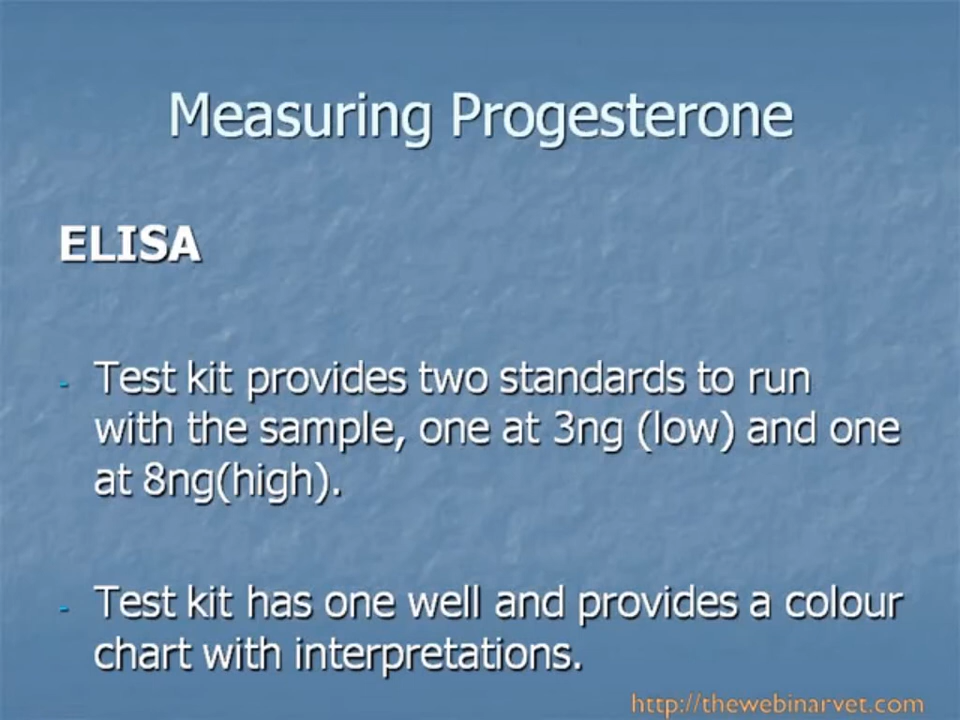 Measuring Progesterone
ELISA
- Test kit provides two standards to run
with the sample, one at 3ng (low) and one
at 8ng(high).
- Test kit has one well and provides a colour
chart with interpretations.
http://thewebinarvet.com